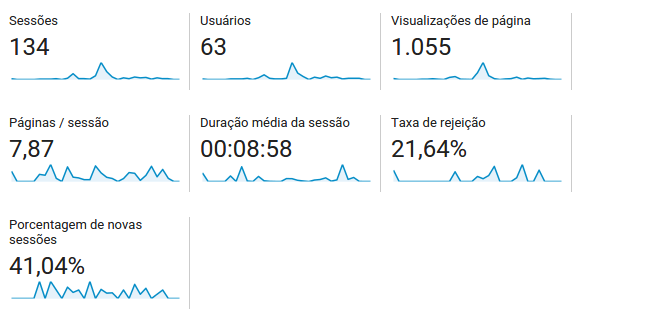 Sessões
134
Usuários
63
Visualizações de página
1.055
Páginas / sessão
7,87
Duração média da sessão
00:08:58
Taxa de rejeição
21,64%
Porcentagem de novas
sessões
41,04%